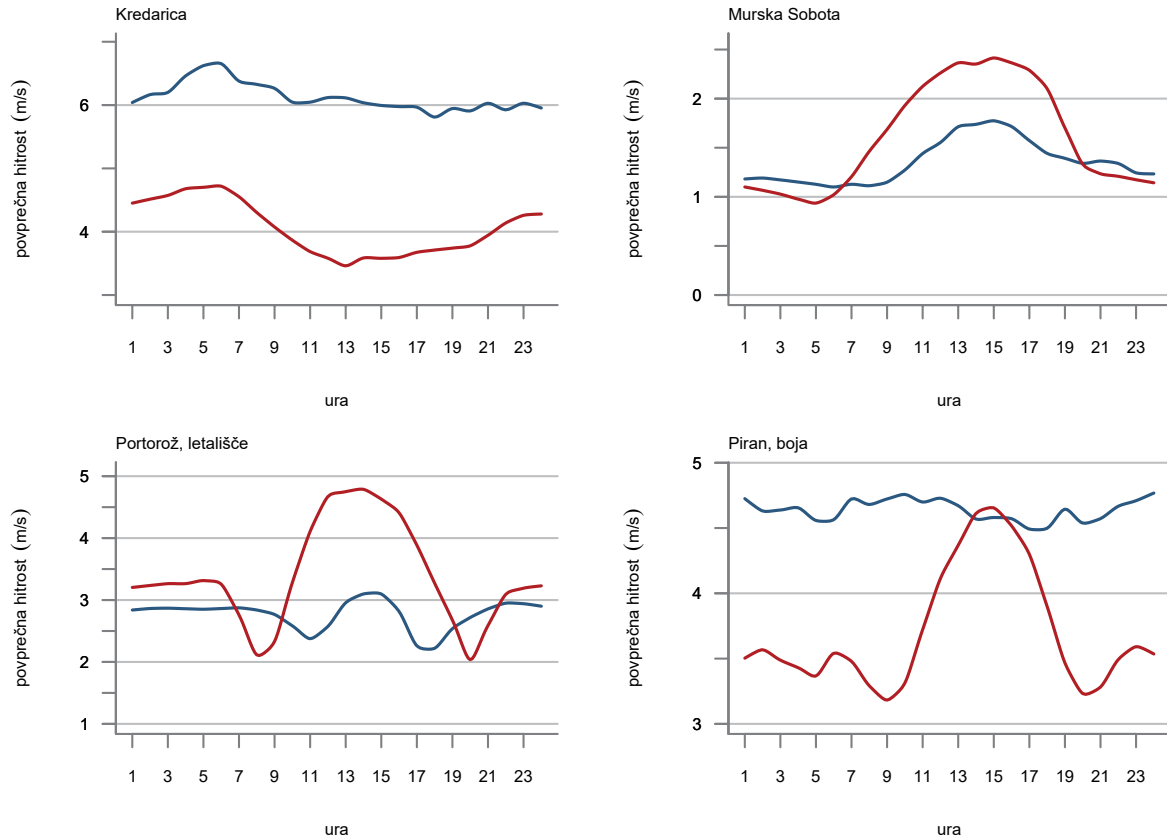 Kredarica
povprečna hitrost (m/s)
6
4
1 3 5 7 9 11 13 15 17 19 21 23
ura
Murska Sobota
povprečna hitrost (m/s)
2
1
0
1 3 5 7 9 11 13 15 17 19 21 23
ura
Portorož, letališče
povprečna hitrost (m/s)
5
4
3
2
1
1 3 5 7 9 11 13 15 17 19 21 23
ura
Piran, boja
povprečna hitrost (m/s)
5
4
3
1 3 5 7 9 11 13 15 17 19 21 23
ura